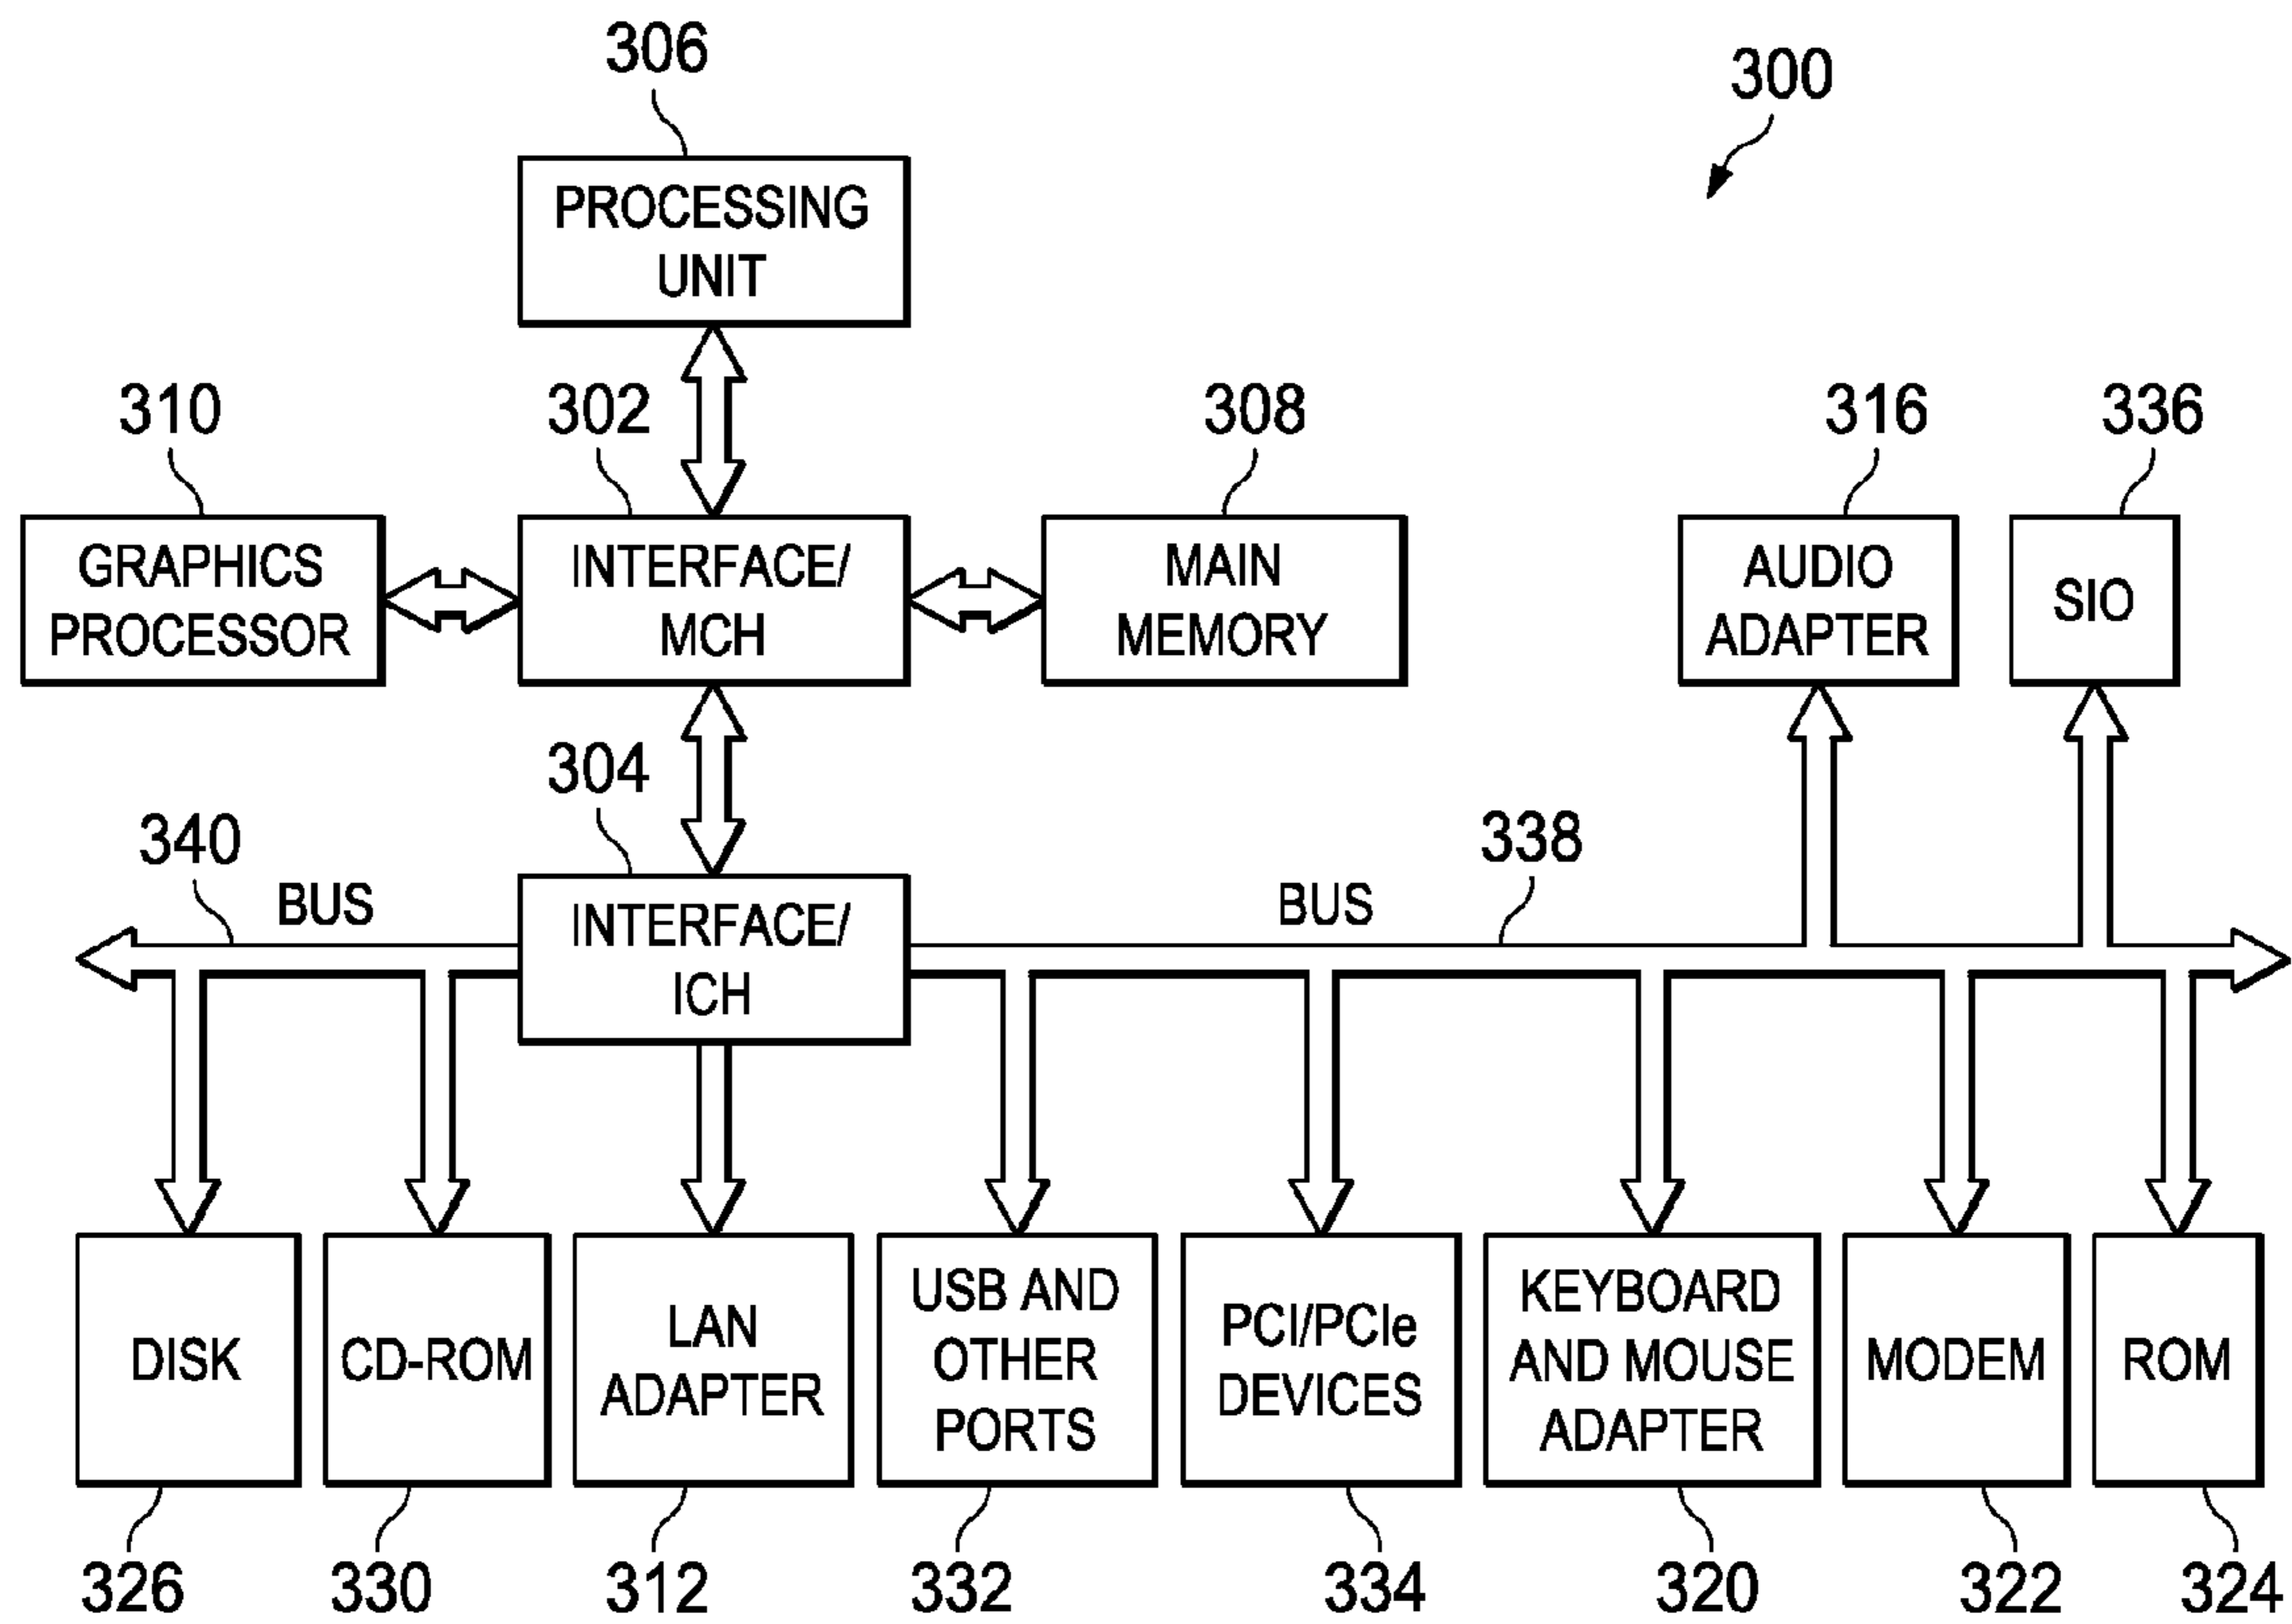 306
300
PROCESSING
UNIT
310
302
308
316
336
GRAPHICS
PROCESSOR
INTERFACE/
MCH
MAIN
MEMORY
AUDIO
ADAPTER
SIO
304
340
338
BUS
INTERFACE/
ICH
BUS
DISK
CD-ROM
LAN
ADAPTER
USB AND
OTHER
PORTS
PCI/PCIe
DEVICES
KEYBOARD
AND MOUSE
ADAPTER
MODEM
ROM
326
330
312
332
334
320
322
324